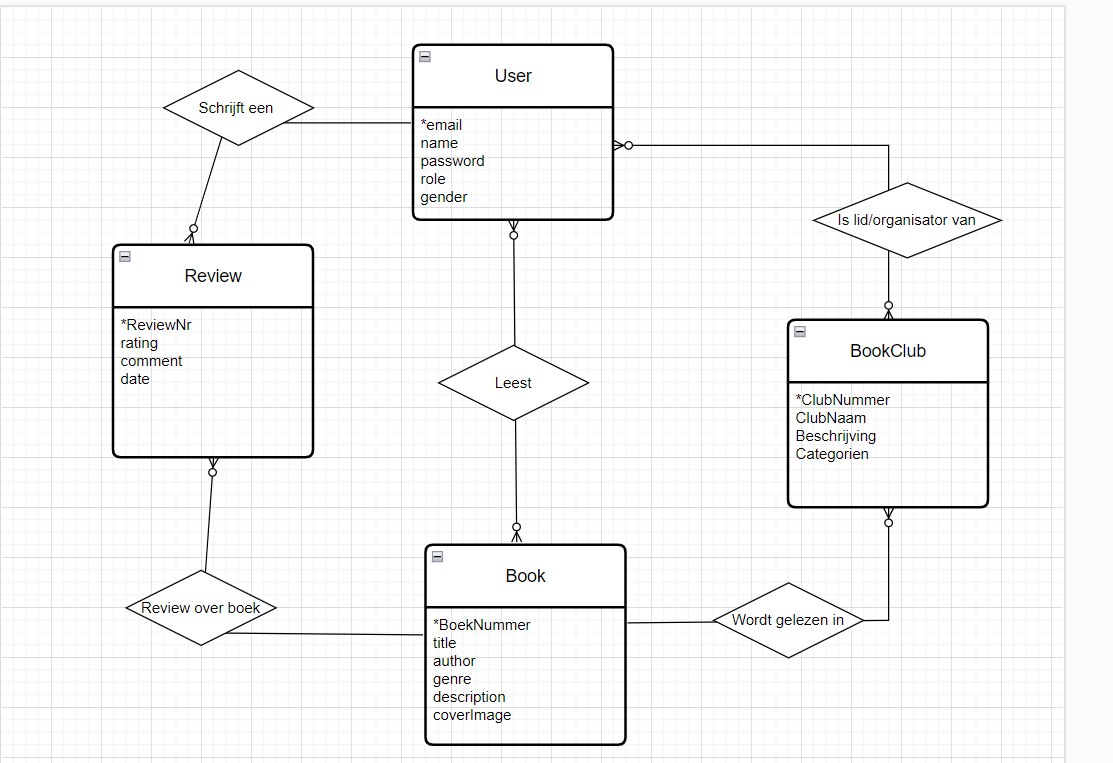 User
*email
name
password
role
gender
Schrijft een
Is lid/organisator van
Review
*ReviewNr
rating
comment
date
Leest
BookClub
*ClubNummer
ClubNaam
Beschrijving
Categorien
Review over boek
Book
*BoekNummer
title
author
genre
description
coverImage
Wordt gelezen in